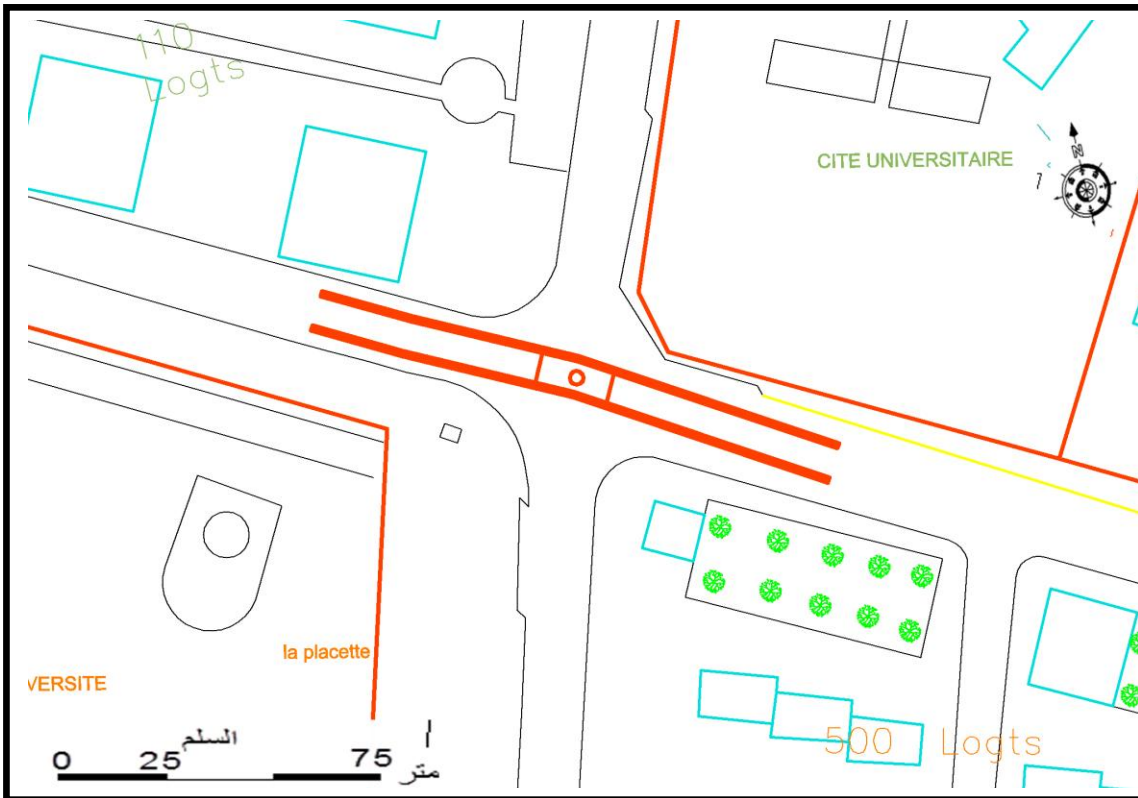 110
Logts
CITE UNIVERSITAIRE
N
la placette
VERSITE
500 Logts
السلم
0 25 75
متر